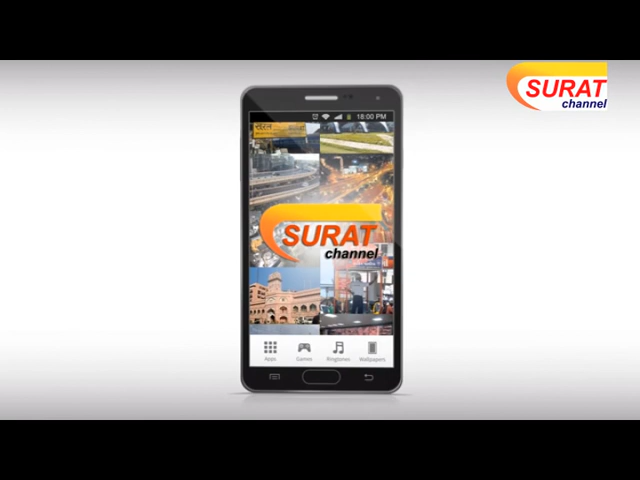 SURAT
channel
18:00 PM
SURAT
channel
Apps
Games
Ringtones
Wallpapers